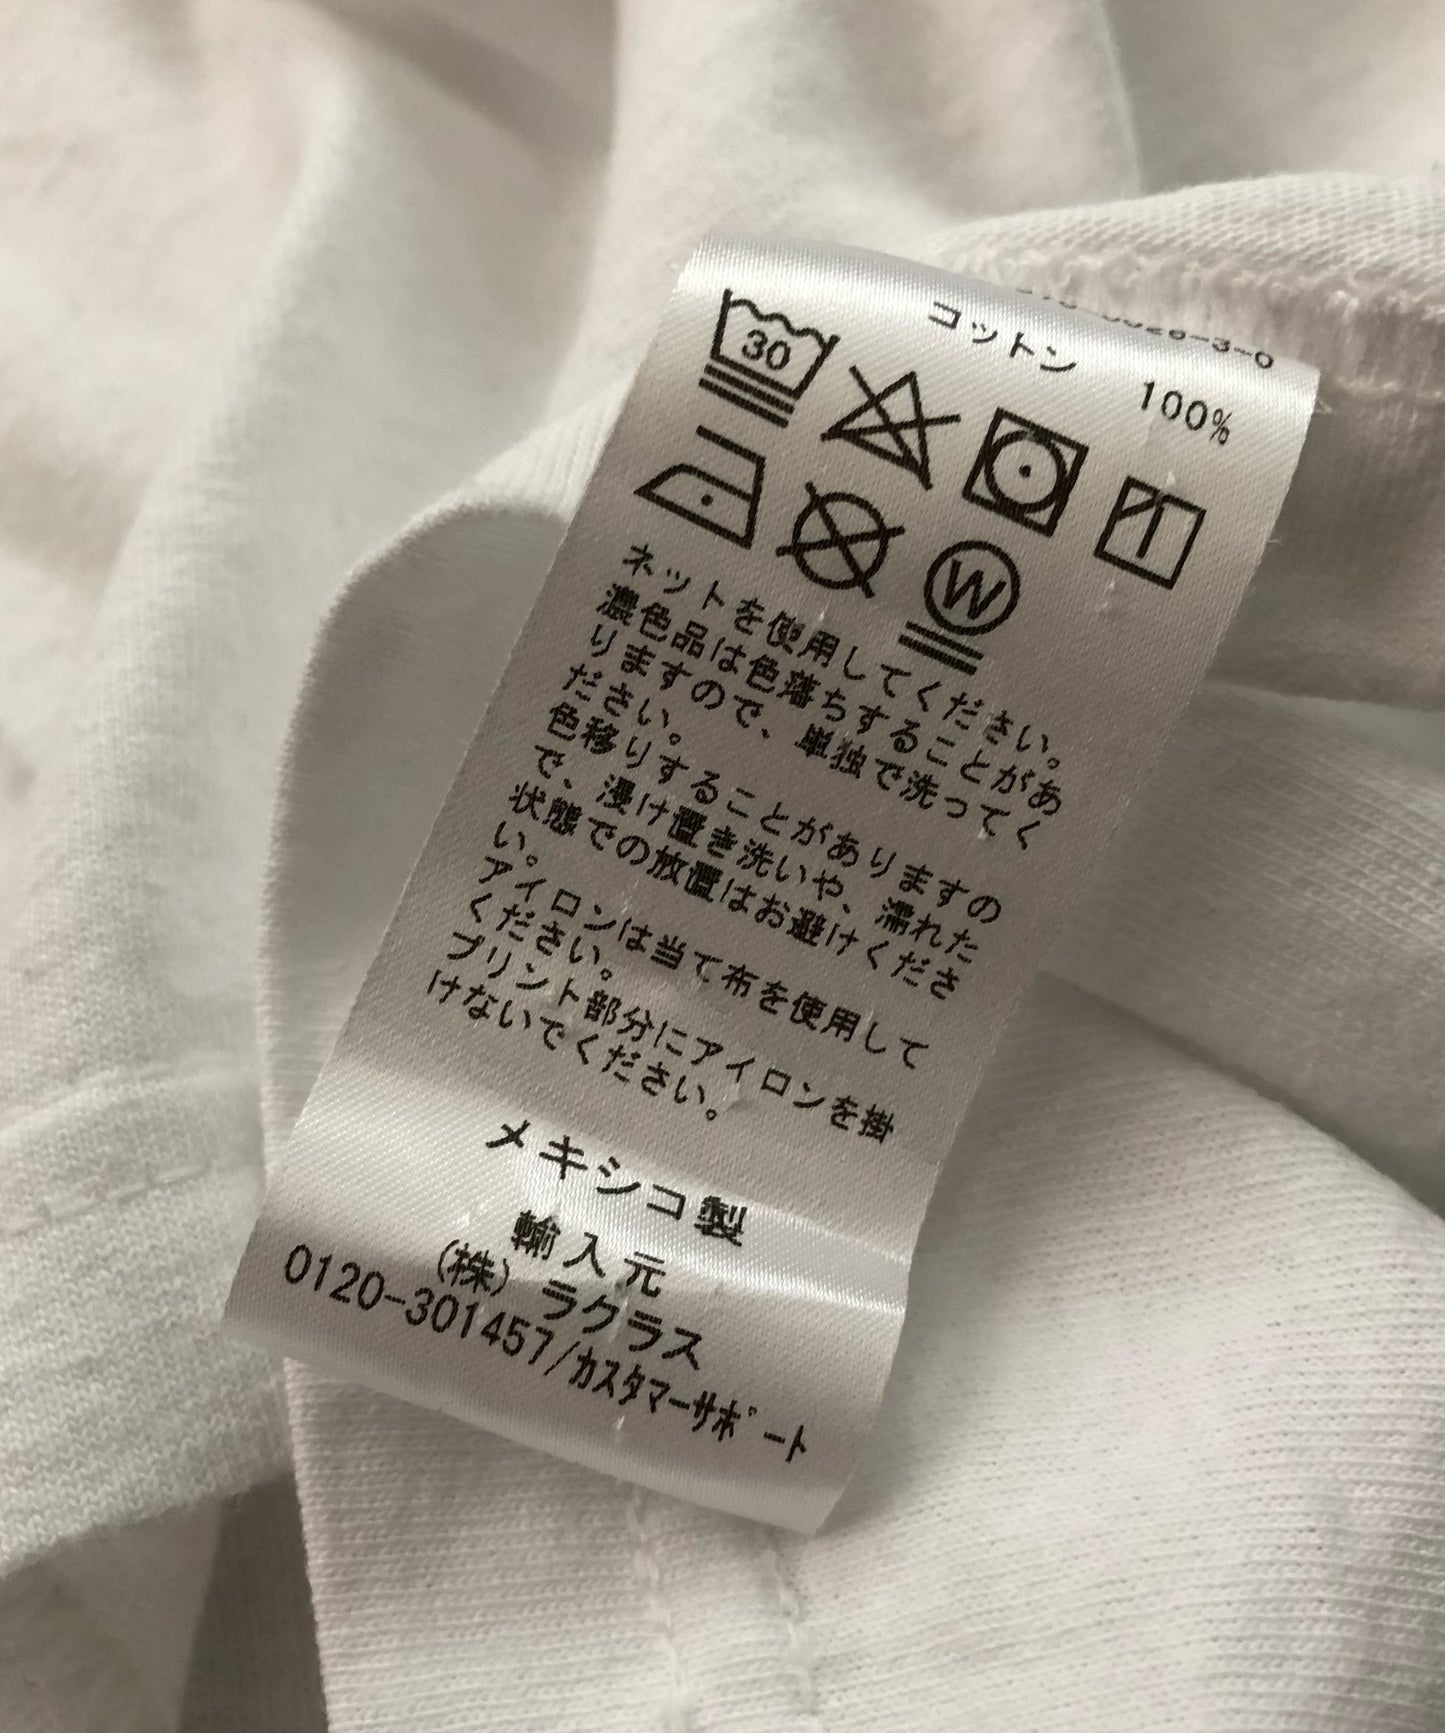 コットン 100%
30
W
ネットを使用してください。
濃色品は色落ちすることがあ
りますので、単独で洗ってく
ださい。
色移りすることがありますの
で、浸け置き洗いや、濡れた
状態での放置はお避けくださ
い。
アイロンは当て布を使用して
ください。
プリント部分にアイロンを掛
けないでください。
メキシコ製
輸入元
(株) ラクラス
0120-301457/カスタマーサポート